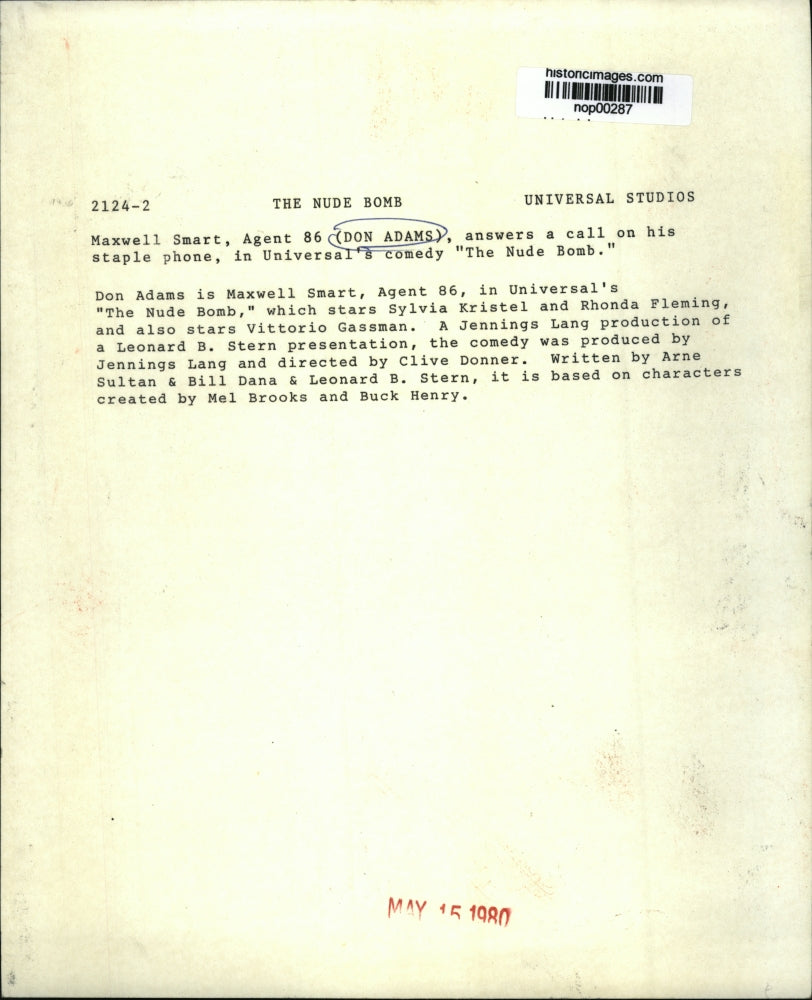 historicimages.com
nop00287
2124-2 THE NUDE BOMB UNIVERSAL STUDIOS
Maxwell Smart, Agent 86 (DON ADAMS), answers a call on his
staple phone, in Universal's comedy "The Nude Bomb."
Don Adams is Maxwell Smart, Agent 86, in Universal's
"The Nude Bomb," which stars Sylvia Kristel and Rhonda Fleming,
and also stars Vittorio Gassman. A Jennings Lang production of
a Leonard B. Stern presentation, the comedy was produced by
Jennings Lang and directed by Clive Donner. Written by Arne
Sultan & Bill Dana & Leonard B. Stern, it is based on characters
created by Mel Brooks and Buck Henry.
MAY 15 1980